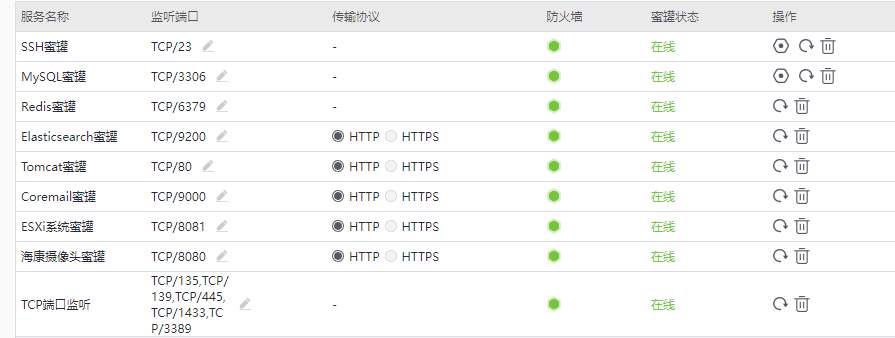 服务名称 监听端口 传输协议 防火墙 蜜罐状态 操作
SSH蜜罐 TCP/23 - 在线
MySQL蜜罐 TCP/3306 - 在线
Redis蜜罐 TCP/6379 - 在线
Elasticsearch蜜罐 TCP/9200 HTTP HTTPS 在线
Tomcat蜜罐 TCP/80 HTTP HTTPS 在线
Coremail蜜罐 TCP/9000 HTTP HTTPS 在线
ESXi系统蜜罐 TCP/8081 HTTP HTTPS 在线
海康摄像头蜜罐 TCP/8080 HTTP HTTPS 在线
TCP/135,TCP/
139,TCP/445,
TCP端口监听 - 在线
TCP/1433,TC
P/3389